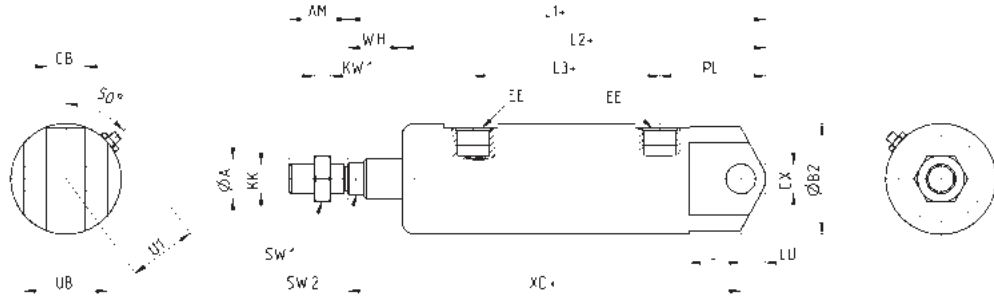 AM
L1+
WH
L2+
CB
KW1
L3+
PL
50°
EE
EE
ØA
KK
CX
ØB2
U1
SW1
L
LU
UB
SW2
XC+